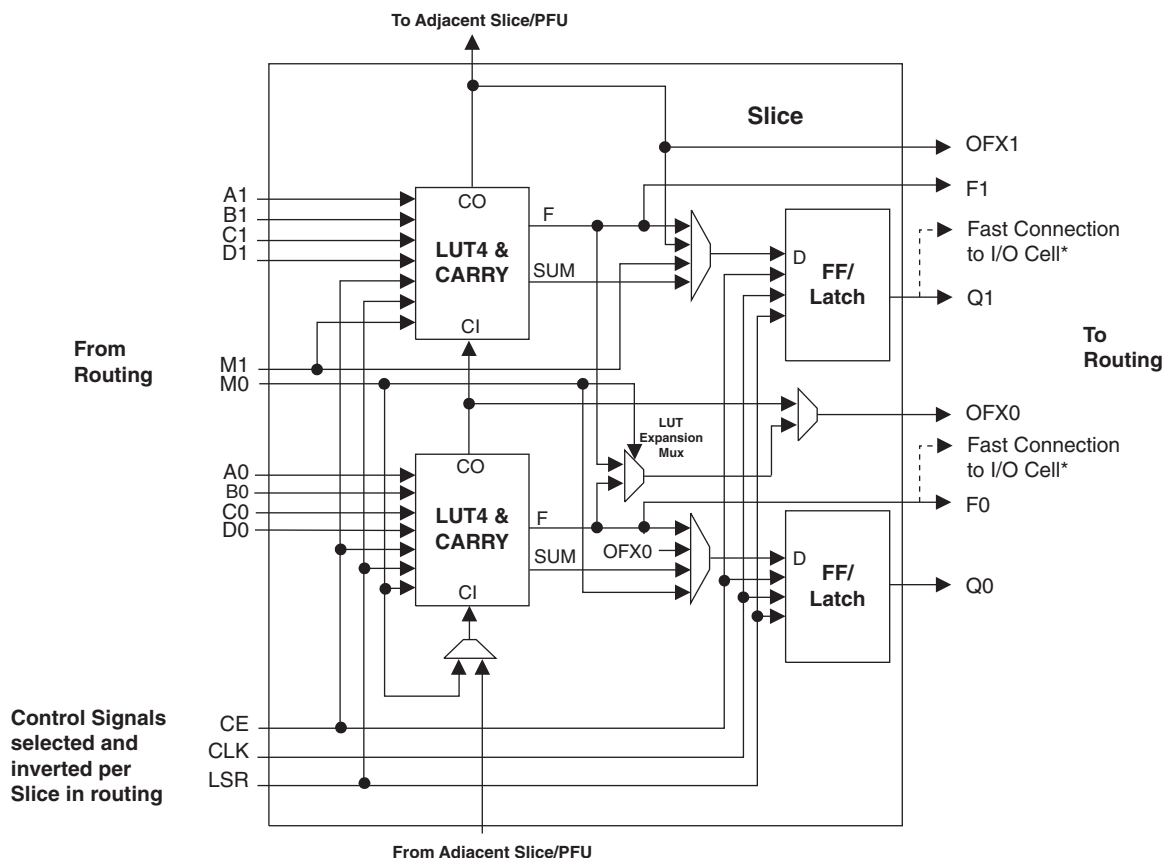 To Adjacent Slice/PFU
Slice
OFX1
F1
Fast Connection
to I/O Cell*
Q1
A1
B1
C1
D1
CO
LUT4 &
CARRY
F
SUM
CI
D
FF/
Latch
From
Routing
To
Routing
M1
M0
OFX0
LUT
Expansion
Mux
Fast Connection
to I/O Cell*
F0
A0
B0
C0
D0
CO
LUT4 &
CARRY
F
SUM
CI
OFX0
D
FF/
Latch
Q0
Control Signals
selected and
inverted per
Slice in routing
CE
CLK
LSR
From Adjacent Slice/PFU